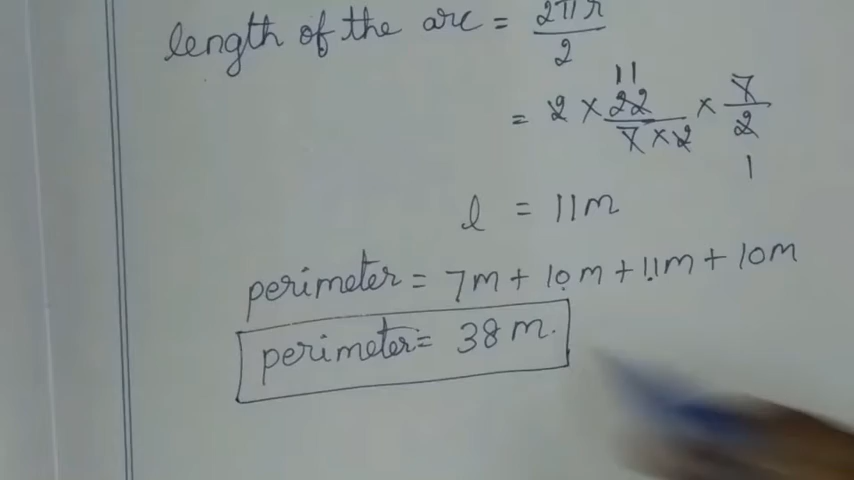 length of the arc = 2πr/2
= 2 × 22/7×2 × 7/2
11
1
l = 11m
perimeter = 7m + 10m + 11m + 10m
perimeter = 38m.